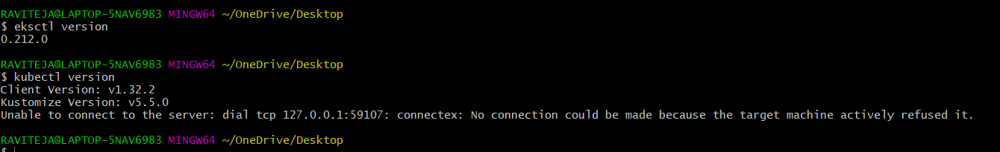 RAVITEJA@LAPTOP-5NAV6983 MINGW64 ~/OneDrive/Desktop
$ eksctl version
0.212.0
RAVITEJA@LAPTOP-5NAV6983 MINGW64 ~/OneDrive/Desktop
$ kubectl version
Client Version: v1.32.2
Kustomize Version: v5.5.0
Unable to connect to the server: dial tcp 127.0.0.1:59107: connectex: No connection could be made because the target machine actively refused it.
RAVITEJA@LAPTOP-5NAV6983 MINGW64 ~/OneDrive/Desktop
$